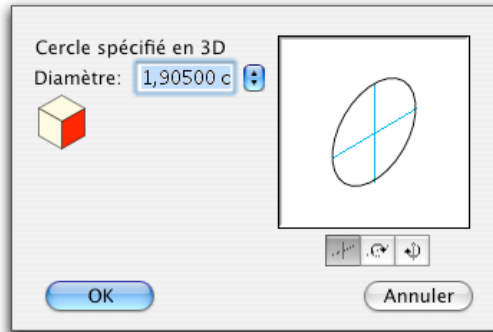 Cercle spécifié en 3D
Diamètre: 1,90500 c
OK
Annuler